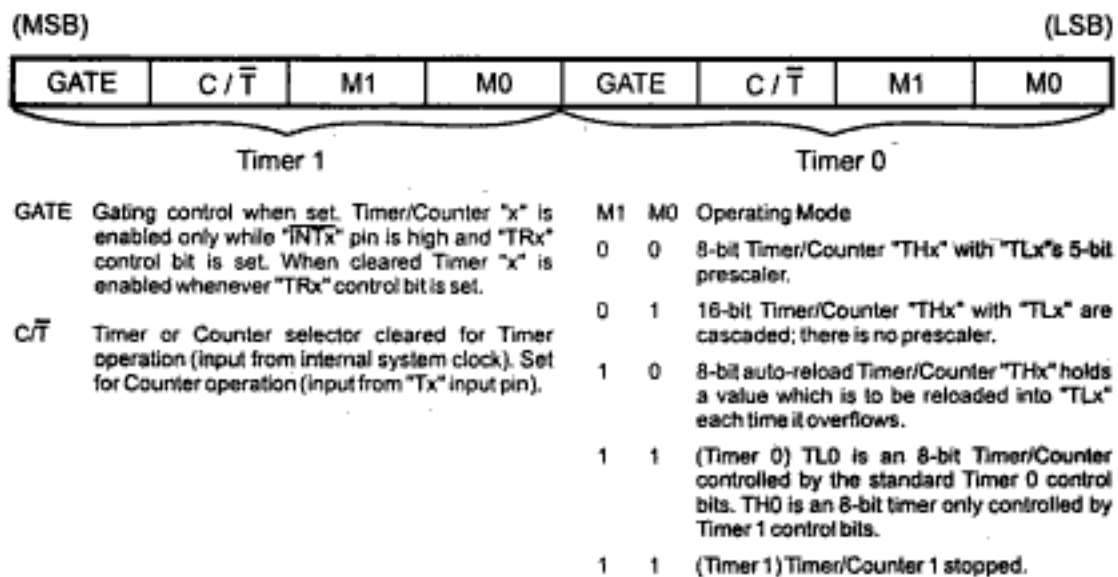 (MSB) (LSB)
GATE C/T̅ M1 M0 GATE C/T̅ M1 M0
Timer 1 Timer 0
GATE Gating control when set. Timer/Counter "x" is
enabled only while "I̅N̅T̅x̅" pin is high and "TRx"
control bit is set. When cleared Timer "x" is
enabled whenever "TRx" control bit is set.
C/T̅ Timer or Counter selector cleared for Timer
operation (input from internal system clock). Set
for Counter operation (input from "Tx" input pin).
M1 M0 Operating Mode
0 0 8-bit Timer/Counter "THx" with "TLx"s 5-bit
prescaler.
0 1 16-bit Timer/Counter "THx" with "TLx" are
cascaded; there is no prescaler.
1 0 8-bit auto-reload Timer/Counter "THx" holds
a value which is to be reloaded into "TLx"
each time it overflows.
1 1 (Timer 0) TL0 is an 8-bit Timer/Counter
controlled by the standard Timer 0 control
bits. TH0 is an 8-bit timer only controlled by
Timer 1 control bits.
1 1 (Timer 1) Timer/Counter 1 stopped.